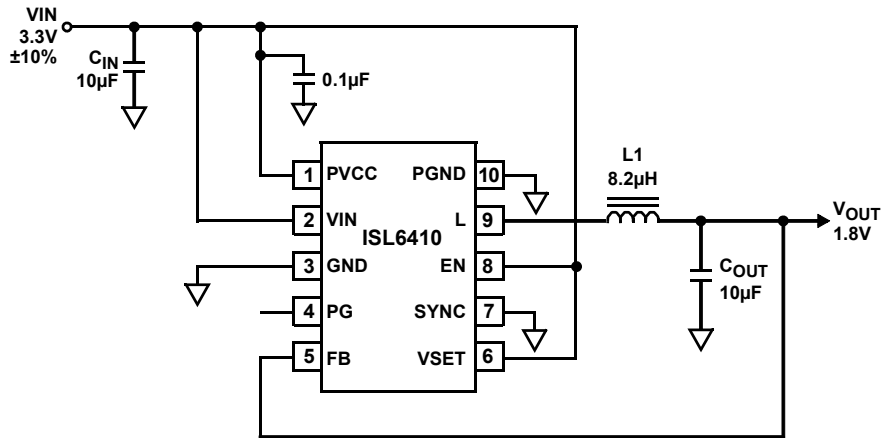 VIN
3.3V
±10%
CIN
10µF
0.1µF
1 PVCC PGND 10
2 VIN L 9
ISL6410
3 GND EN 8
4 PG SYNC 7
5 FB VSET 6
L1
8.2µH
VOUT
1.8V
COUT
10µF